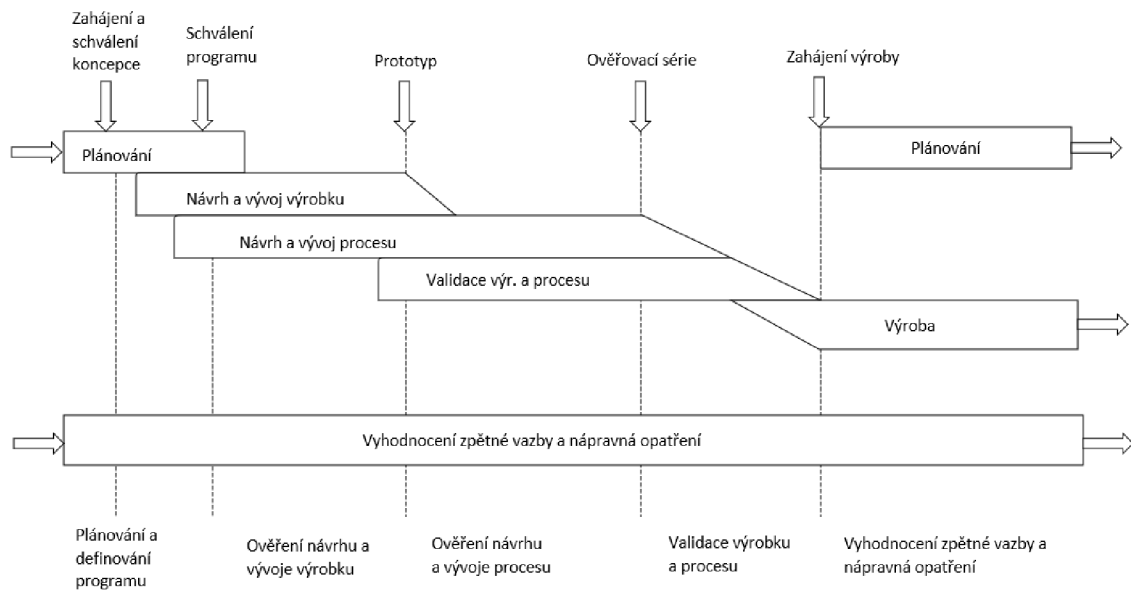 Zahájení a
schválení
koncepce
Schválení
programu
Prototyp
Ověřovací série
Zahájení výroby
Plánování
Plánování
Návrh a vývoj výrobku
Návrh a vývoj procesu
Validace výr. a procesu
Výroba
Vyhodnocení zpětné vazby a nápravná opatření
Plánování a
definování
programu
Ověření návrhu a
vývoje výrobku
Ověření návrhu
a vývoje procesu
Validace výrobku
a procesu
Vyhodnocení zpětné vazby a
nápravná opatření